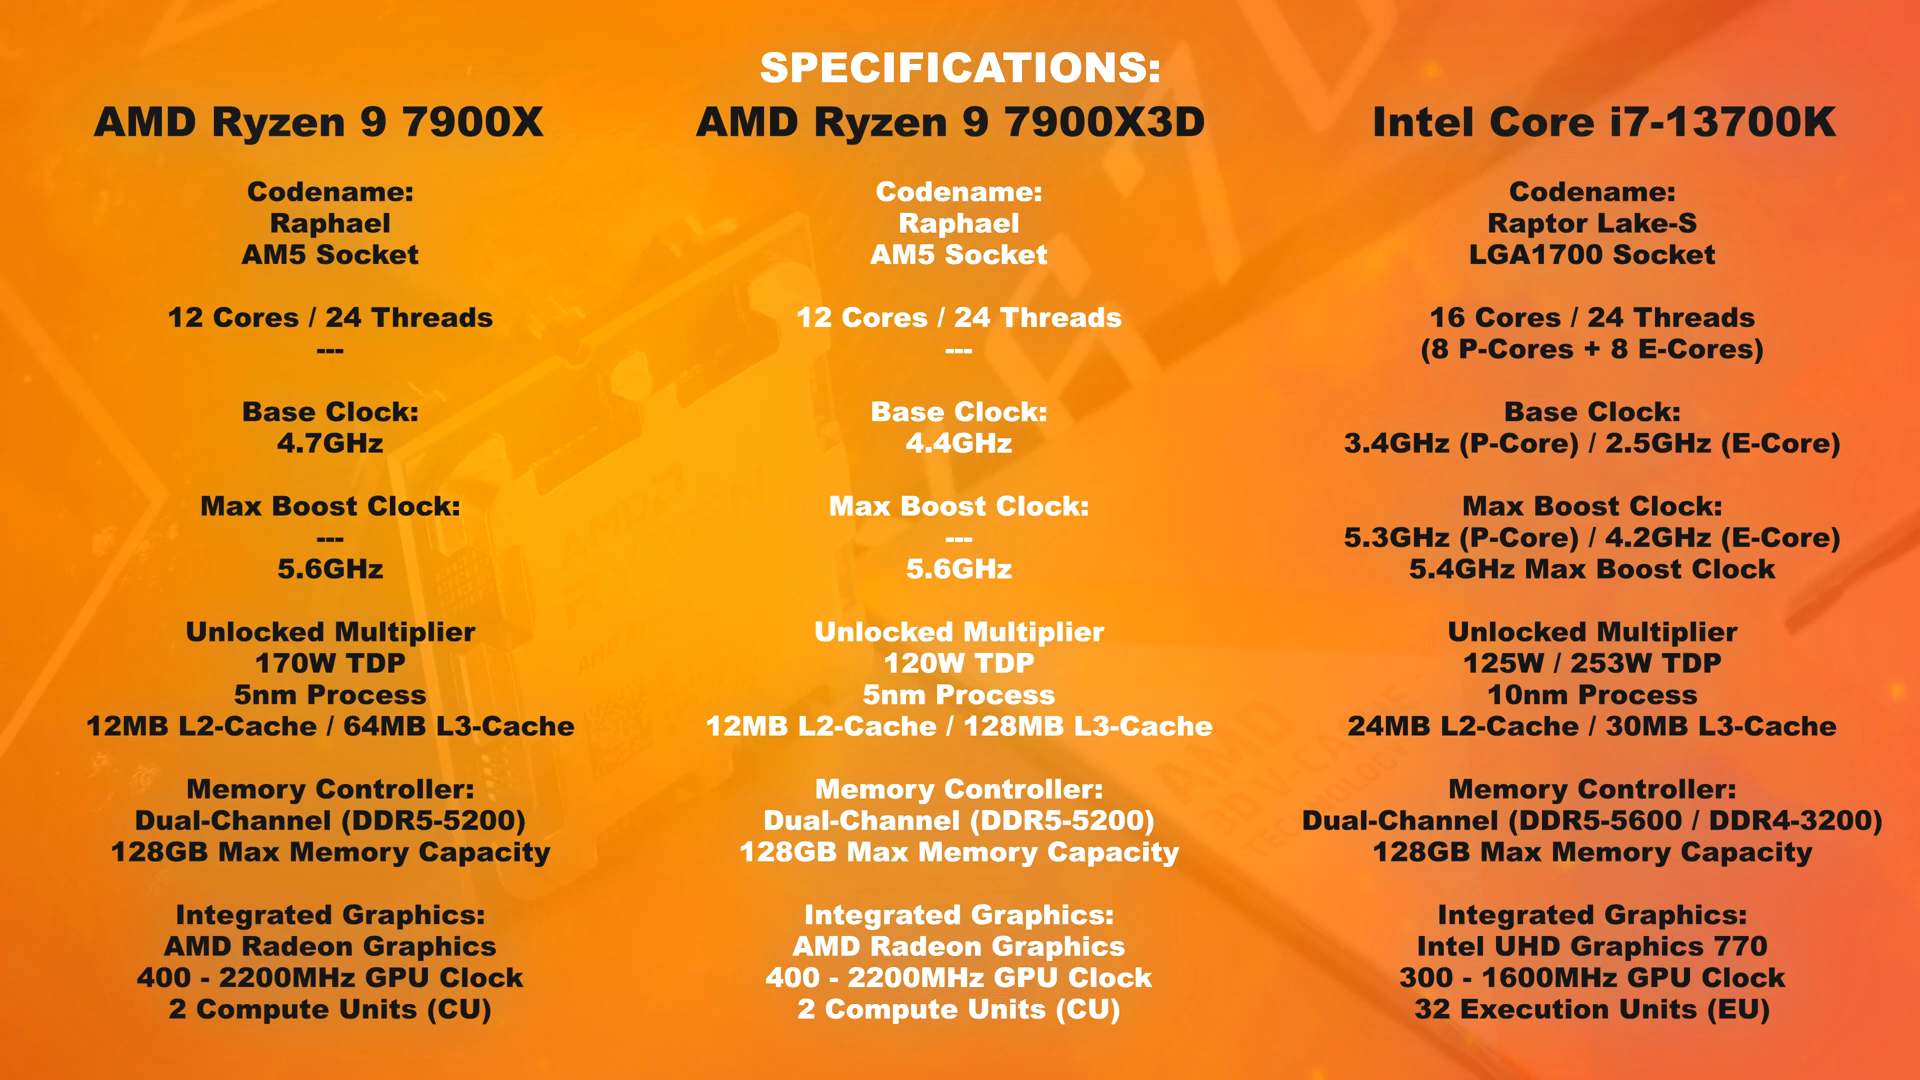 SPECIFICATIONS:
AMD Ryzen 9 7900X
Codename:
Raphael
AM5 Socket
12 Cores / 24 Threads
---
Base Clock:
4.7GHz
Max Boost Clock:
---
5.6GHz
Unlocked Multiplier
170W TDP
5nm Process
12MB L2-Cache / 64MB L3-Cache
Memory Controller:
Dual-Channel (DDR5-5200)
128GB Max Memory Capacity
Integrated Graphics:
AMD Radeon Graphics
400 - 2200MHz GPU Clock
2 Compute Units (CU)
AMD Ryzen 9 7900X3D
Codename:
Raphael
AM5 Socket
12 Cores / 24 Threads
---
Base Clock:
4.4GHz
Max Boost Clock:
---
5.6GHz
Unlocked Multiplier
120W TDP
5nm Process
12MB L2-Cache / 128MB L3-Cache
Memory Controller:
Dual-Channel (DDR5-5200)
128GB Max Memory Capacity
Integrated Graphics:
AMD Radeon Graphics
400 - 2200MHz GPU Clock
2 Compute Units (CU)
Intel Core i7-13700K
Codename:
Raptor Lake-S
LGA1700 Socket
16 Cores / 24 Threads
(8 P-Cores + 8 E-Cores)
Base Clock:
3.4GHz (P-Core) / 2.5GHz (E-Core)
Max Boost Clock:
5.3GHz (P-Core) / 4.2GHz (E-Core)
5.4GHz Max Boost Clock
Unlocked Multiplier
125W / 253W TDP
10nm Process
24MB L2-Cache / 30MB L3-Cache
Memory Controller:
Dual-Channel (DDR5-5600 / DDR4-3200)
128GB Max Memory Capacity
Integrated Graphics:
Intel UHD Graphics 770
300 - 1600MHz GPU Clock
32 Execution Units (EU)
AMD
RYZEN
AMD
3D V-CACHE